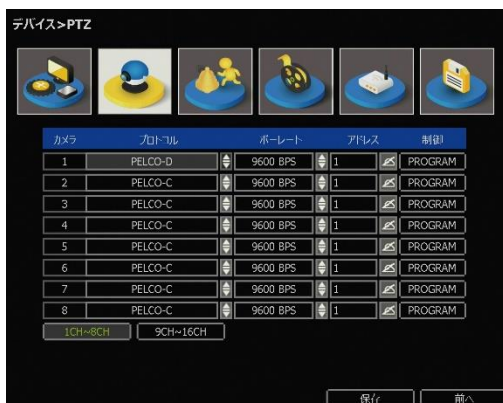 デバイス>PTZ
カメラ プロトコル ボーレート アドレス 制御
1 PELCO-D 9600 BPS 1 PROGRAM
2 PELCO-C 9600 BPS 1 PROGRAM
3 PELCO-C 9600 BPS 1 PROGRAM
4 PELCO-C 9600 BPS 1 PROGRAM
5 PELCO-C 9600 BPS 1 PROGRAM
6 PELCO-C 9600 BPS 1 PROGRAM
7 PELCO-C 9600 BPS 1 PROGRAM
8 PELCO-C 9600 BPS 1 PROGRAM
1CH~8CH 9CH~16CH
保存 前へ